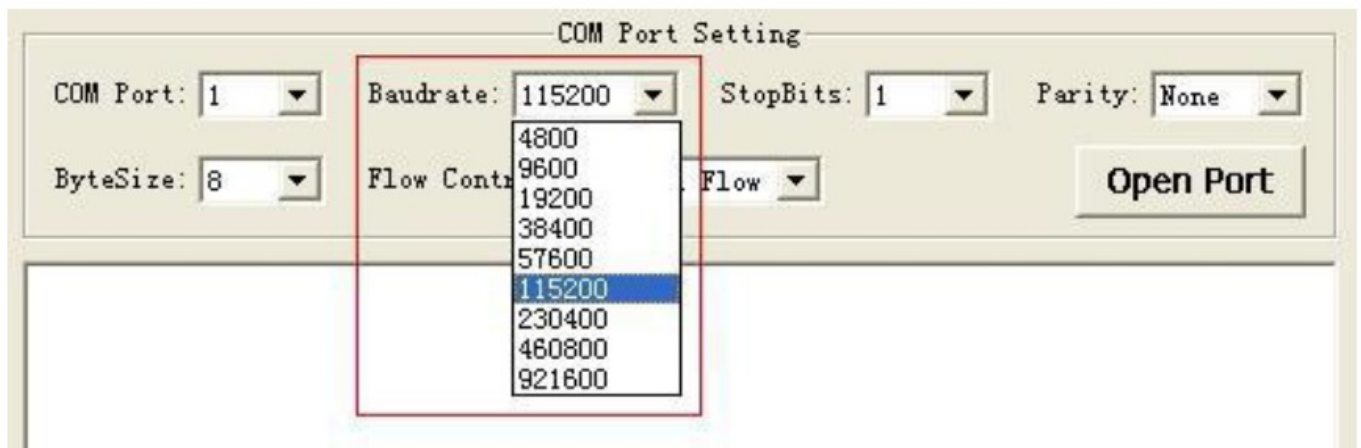 COM Port Setting
COM Port: 1 Baudrate: 115200 StopBits: 1 Parity: None
4800
ByteSize: 8 Flow Cont 9600 Flow Open Port
19200
38400
57600
115200
230400
460800
921600